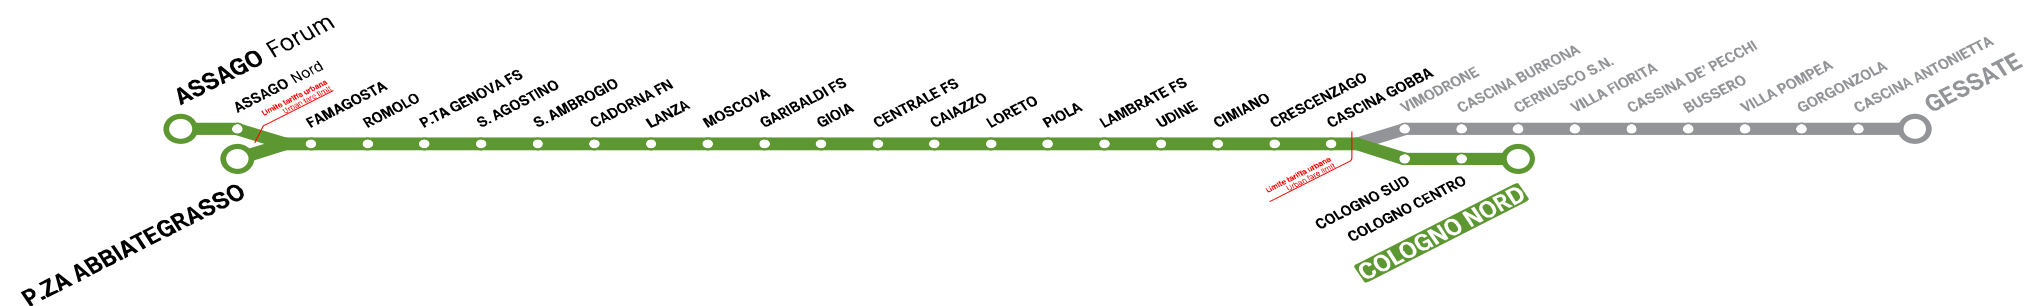 ASSAGO Forum
ASSAGO Nord
Limite tariffa urbana
P.ZA ABBIATEGRASSO
FAMAGOSTA
ROMOLO
P.TA GENOVA FS
S. AGOSTINO
S. AMBROGIO
CADORNA FN
LANZA
MOSCOVA
GARIBALDI FS
GIOIA
CENTRALE FS
CAIAZZO
LORETO
PIOLA
LAMBRATE FS
UDINE
CIMIANO
CRESCENZAGO
CASCINA GOBBA
Limite tariffa urbana
Urban fare limit
VIMODRONE
CASCINA BURRONA
CERNUSCO S.N.
VILLA FIORITA
CASSINA DE' PECCHI
BUSSERO
VILLA POMPEA
GORGONZOLA
CASCINA ANTONIETTA
GESSATE
COLOGNO SUD
COLOGNO CENTRO
COLOGNO NORD